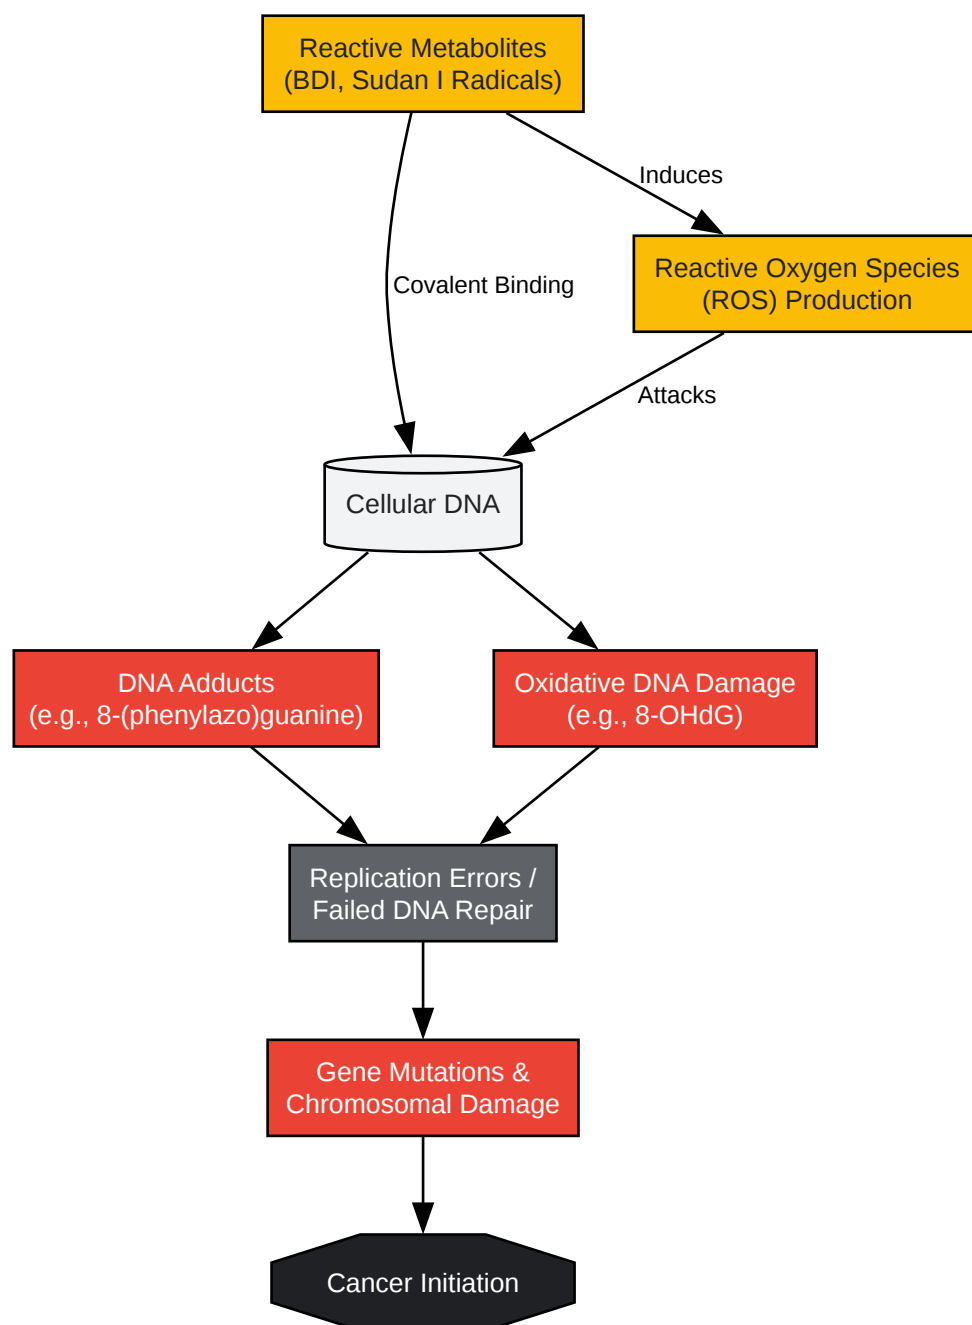 Reactive Metabolites
(BDI, Sudan I Radicals)
Induces
Reactive Oxygen Species
(ROS) Production
Covalent Binding
Attacks
Cellular DNA
DNA Adducts
(e.g., 8-(phenylazo)guanine)
Oxidative DNA Damage
(e.g., 8-OHdG)
Replication Errors /
Failed DNA Repair
Gene Mutations &
Chromosomal Damage
Cancer Initiation